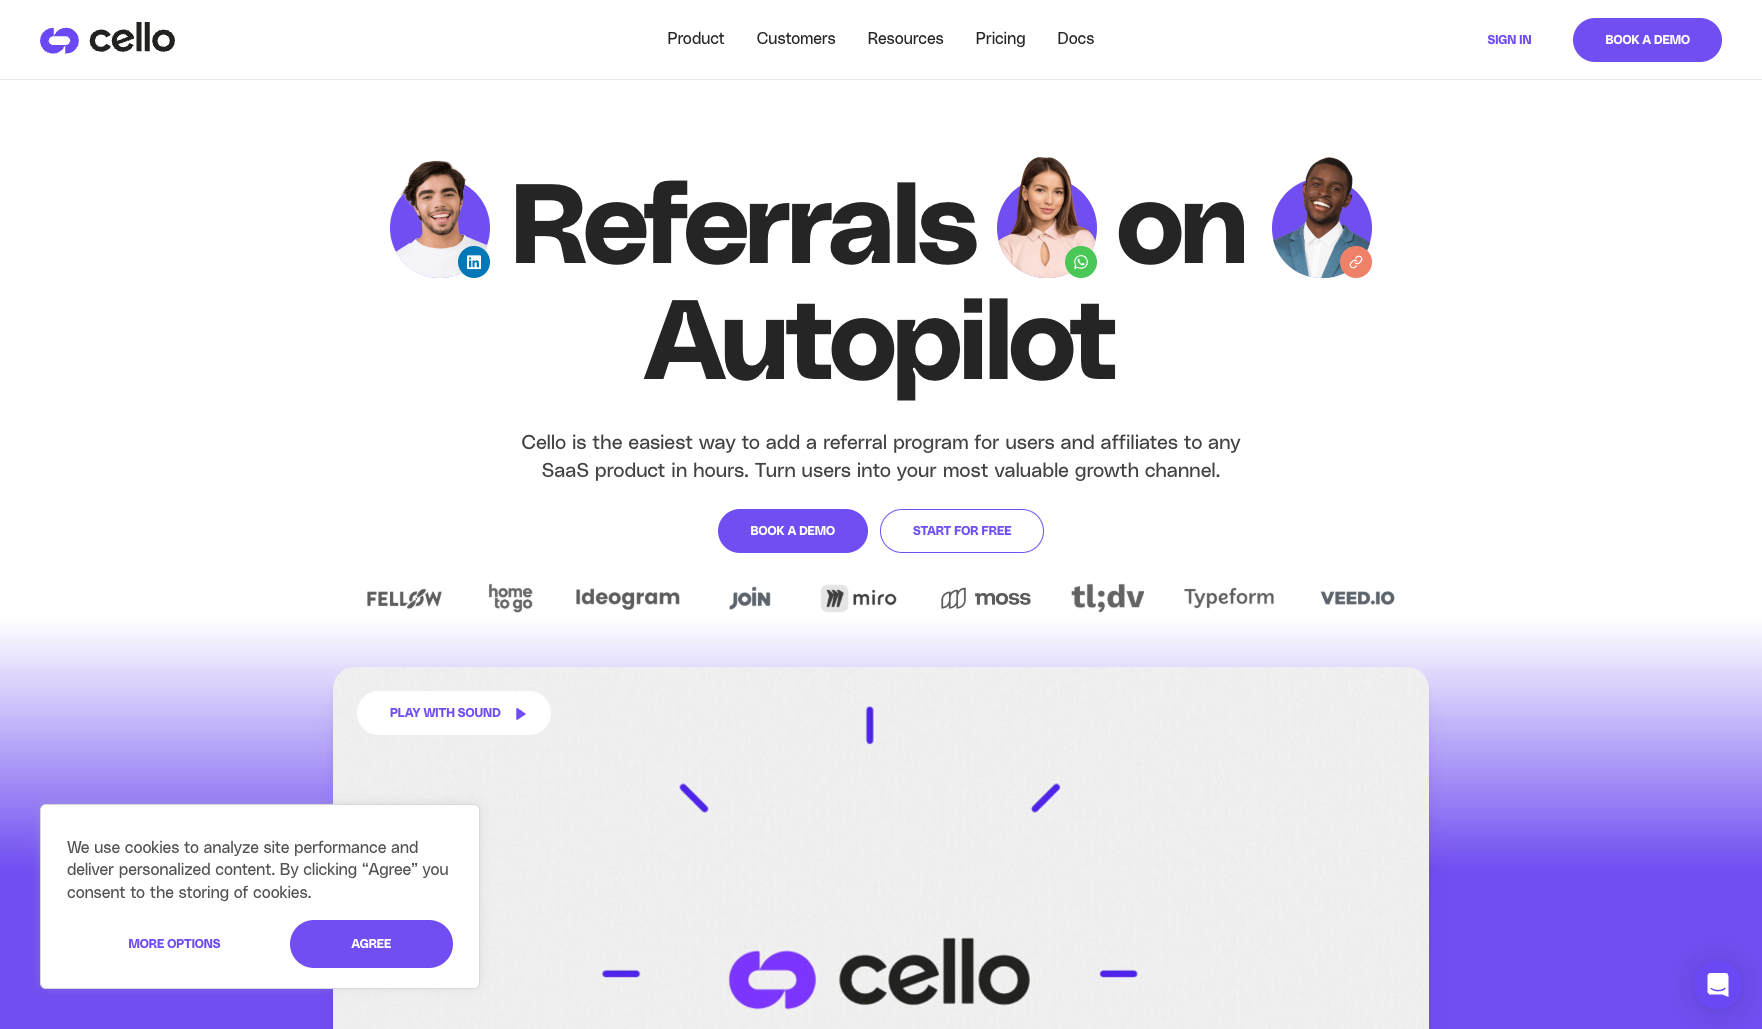 cello
Product
Customers
Resources
Pricing
Docs
SIGN IN
BOOK A DEMO
Referrals on
Autopilot
Cello is the easiest way to add a referral program for users and affiliates to any
SaaS product in hours. Turn users into your most valuable growth channel.
BOOK A DEMO
START FOR FREE
FELLOW
home
to go
Ideogram
JOIN
miro
moss
tl;dv
Typeform
VEED.IO
PLAY WITH SOUND
cello
We use cookies to analyze site performance and
deliver personalized content. By clicking “Agree” you
consent to the storing of cookies.
MORE OPTIONS
AGREE